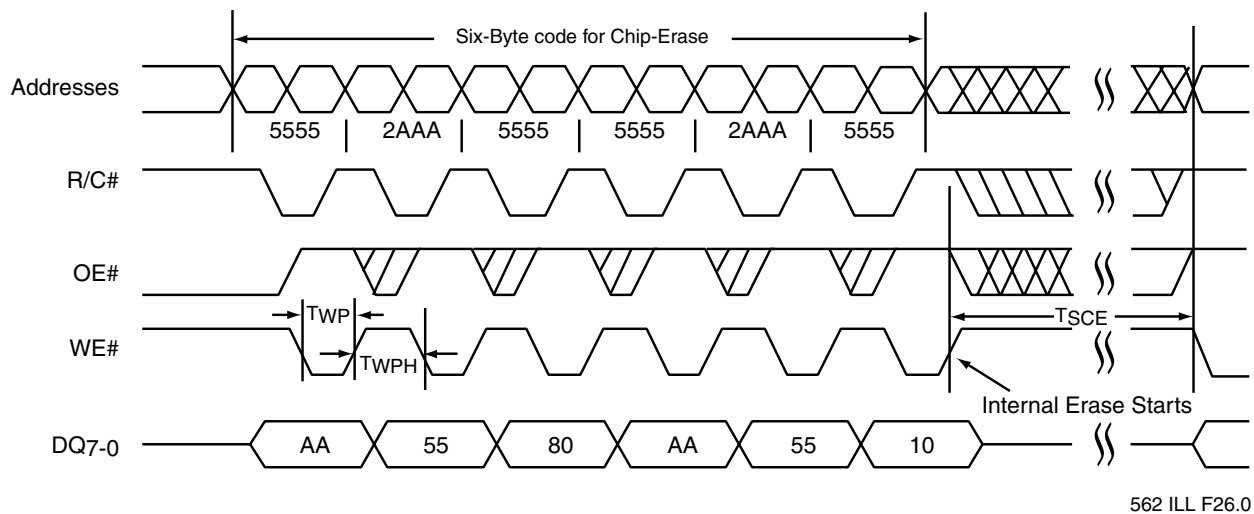 Six-Byte code for Chip-Erase
Addresses
5555 2AAA 5555 5555 2AAA 5555
R/C#
OE#
TWP
TSCE
WE#
TWPH
Internal Erase Starts
DQ7-0
AA 55 80 AA 55 10
562 ILL F26.0